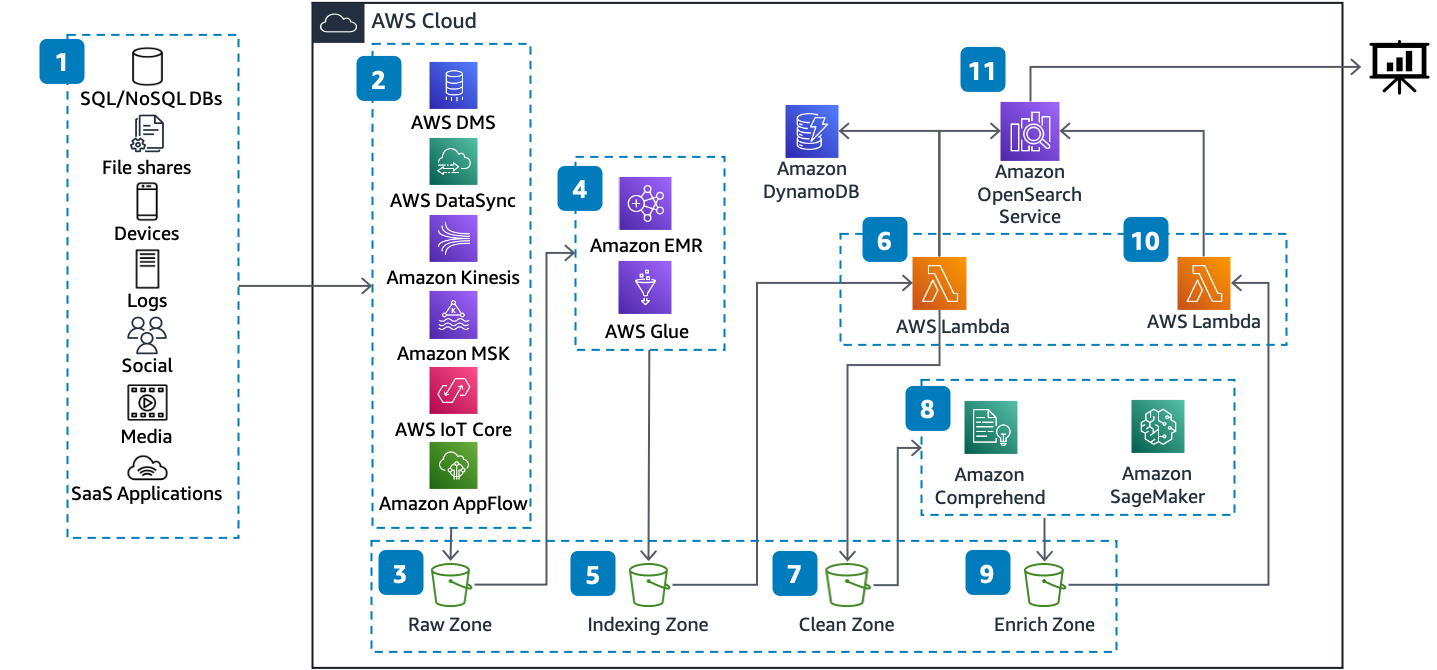 AWS Cloud
1
SQL/NoSQL DBs
File shares
Devices
Logs
Social
Media
SaaS Applications
2
AWS DMS
AWS DataSync
Amazon Kinesis
Amazon MSK
AWS IoT Core
Amazon AppFlow
3
Raw Zone
4
Amazon EMR
AWS Glue
5
Indexing Zone
Amazon
DynamoDB
6
AWS Lambda
7
Clean Zone
8
Amazon
Comprehend
Amazon
SageMaker
9
Enrich Zone
10
AWS Lambda
11
Amazon
OpenSearch
Service
K